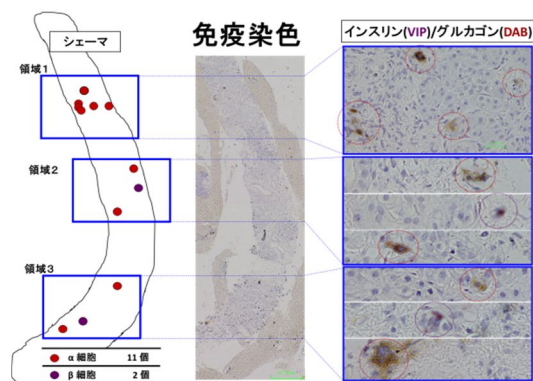 シェーマ
免疫染色
インスリン(VIP)/グルカゴン(DAB)
領域1
領域2
領域3
α 細胞 11 個
β 細胞 2 個